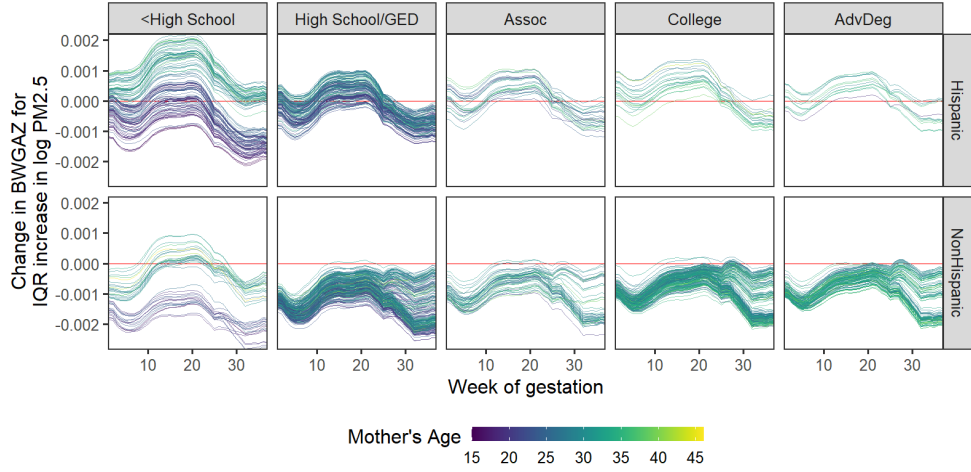 <High School
High School/GED
Assoc
College
AdvDeg
Change in BWGAZ for
IQR increase in log PM2.5
0.002
0.001
0.000
-0.001
-0.002
Hispanic
0.002
0.001
0.000
-0.001
-0.002
NonHispanic
10 20 30 10 20 30 10 20 30 10 20 30 10 20 30
Week of gestation
Mother's Age
15 20 25 30 35 40 45